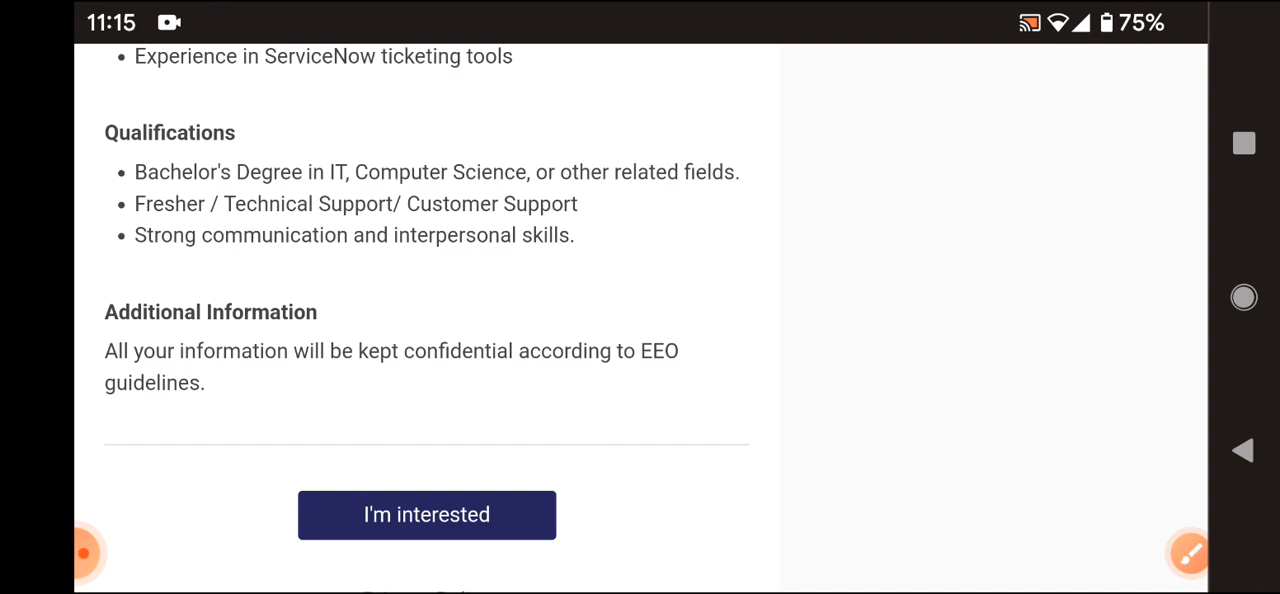 11:15 75%
• Experience in ServiceNow ticketing tools
Qualifications
• Bachelor's Degree in IT, Computer Science, or other related fields.
• Fresher / Technical Support/ Customer Support
• Strong communication and interpersonal skills.
Additional Information
All your information will be kept confidential according to EEO
guidelines.
I'm interested